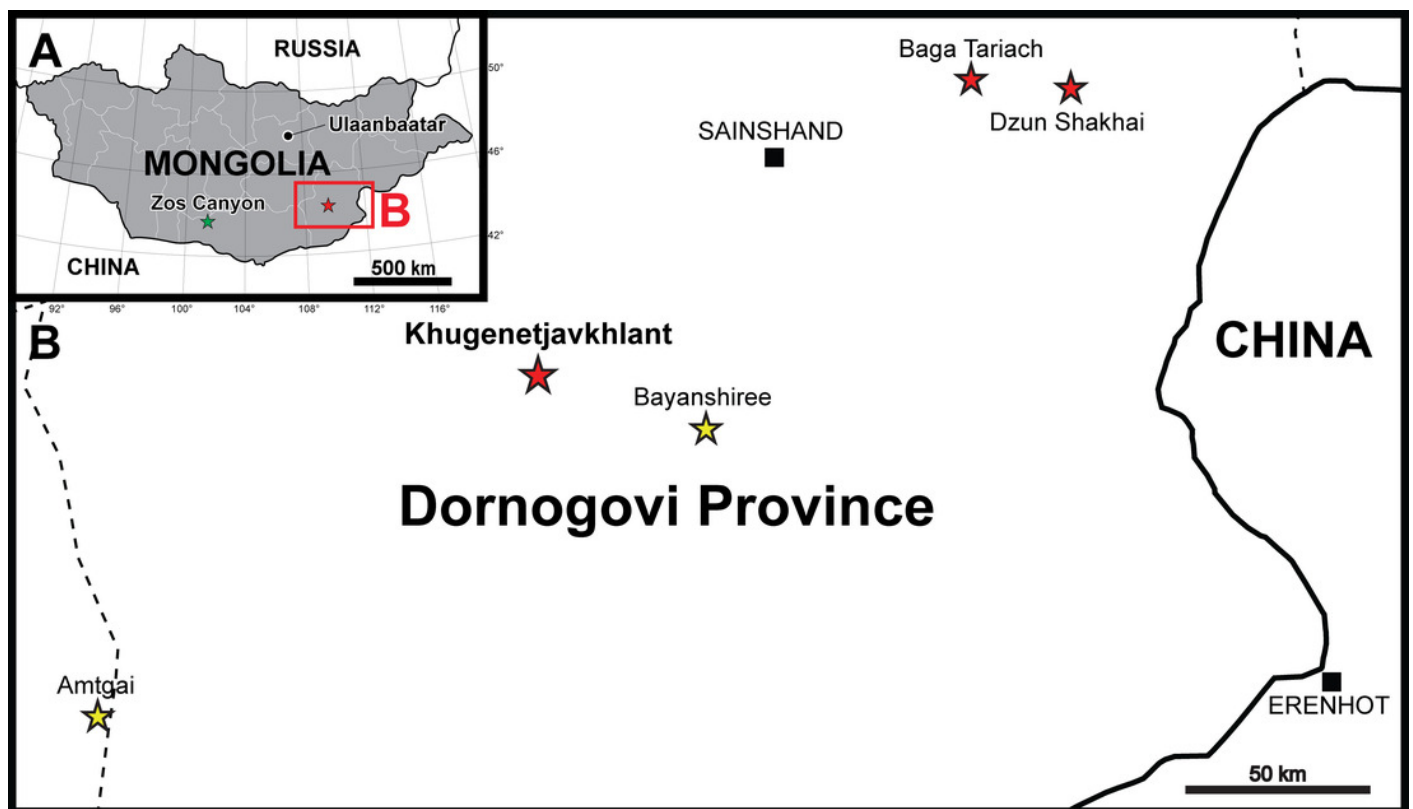 A
RUSSIA
50°
Ulaanbaatar
46°
MONGOLIA
Zos Canyon
B
42°
CHINA
500 km
92° 96° 100° 104° 108° 112° 116°
B
Baga Tariach
Dzun Shakhai
SAINSHAND
Khugenetjavkhlant
CHINA
Bayanshiree
Dornogovi Province
Amtgai
ERENHOT
50 km